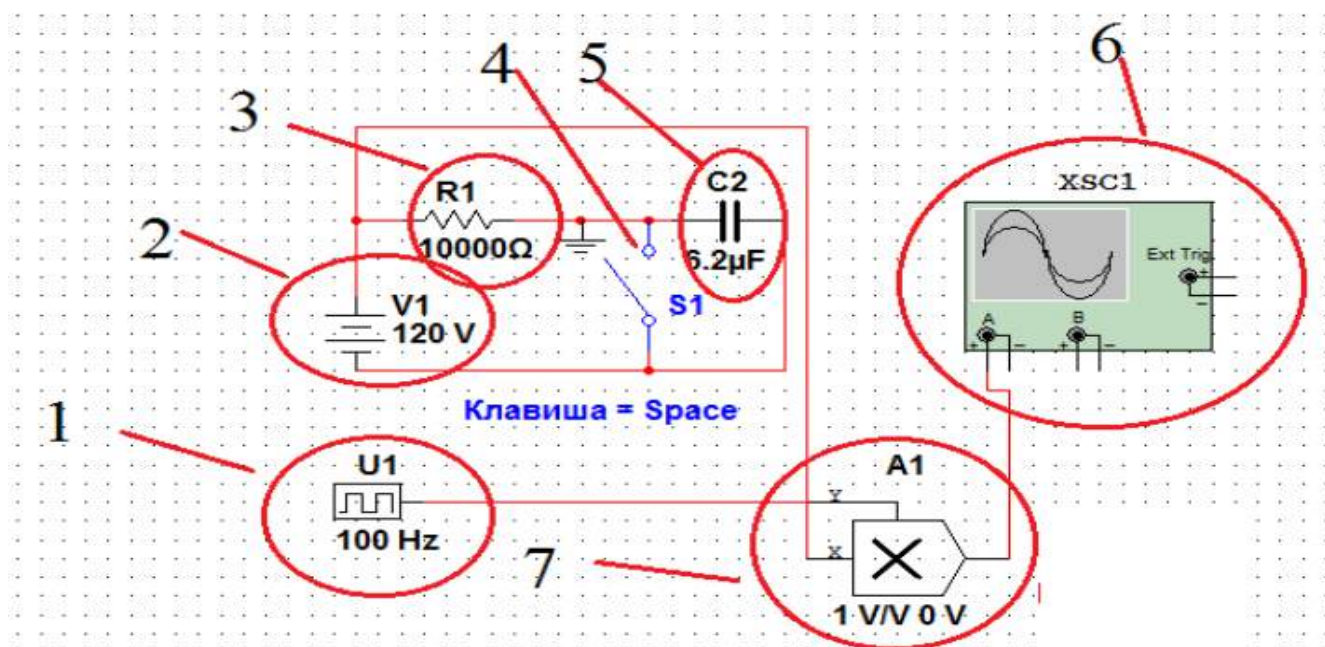 6
4
5
3
C2
XSC1
R1
10000Ω
6.2µF
Ext Trig
+
−
2
V1
120 V
S1
A
B
+
−
+
−
Клавиша = Space
1
U1
A1
Y
100 Hz
7
X
1 V/V 0 V